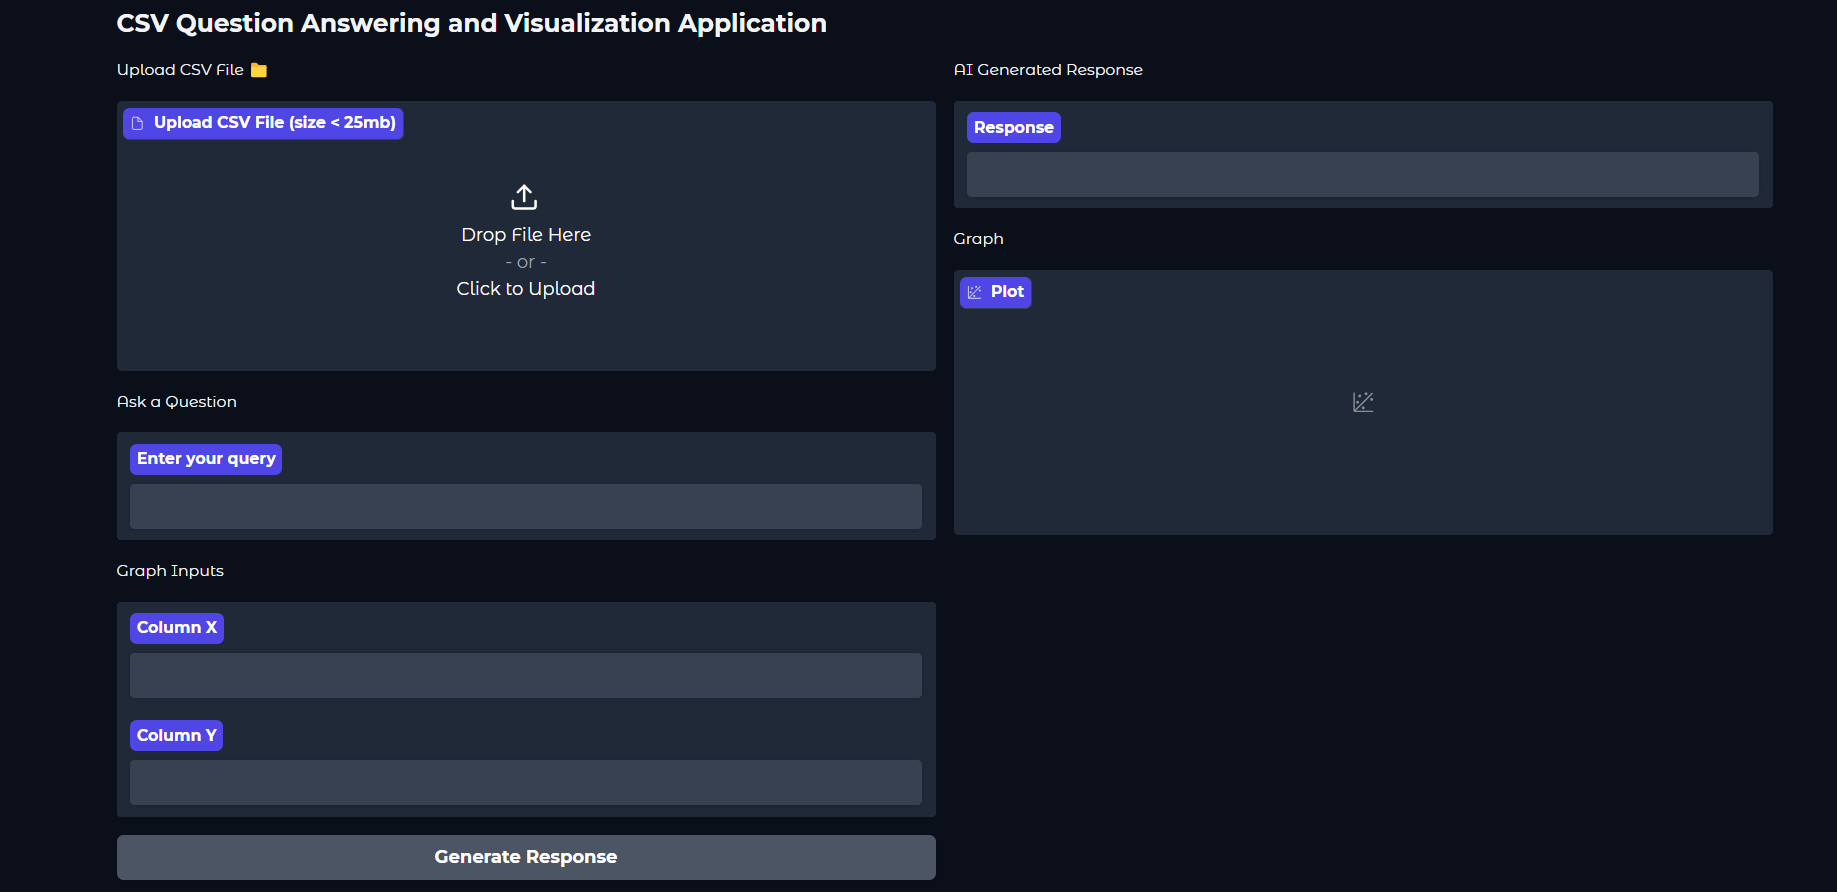 CSV Question Answering and Visualization Application
Upload CSV File
Upload CSV File (size < 25mb)
Drop File Here
- or -
Click to Upload
Ask a Question
Enter your query
Graph Inputs
Column X
Column Y
Generate Response
AI Generated Response
Response
Graph
Plot